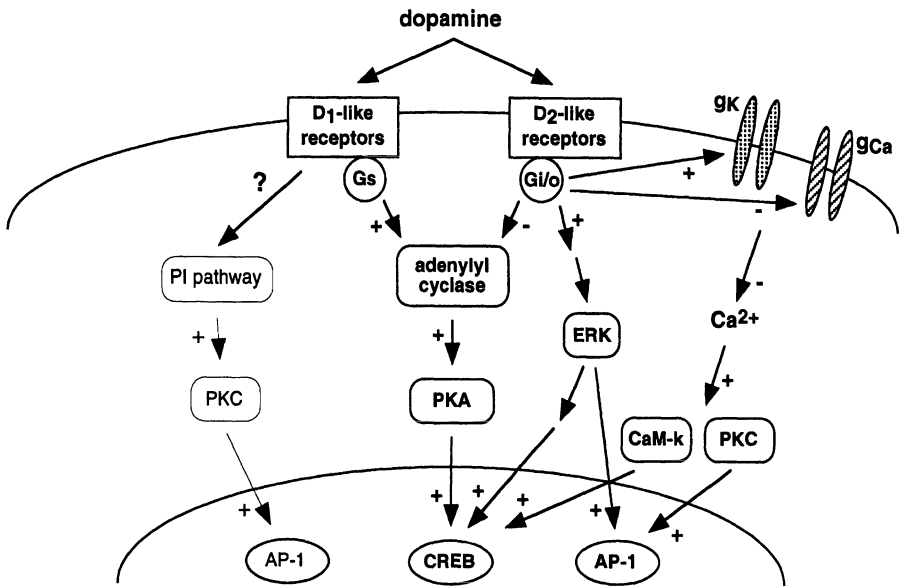 dopamine
D1-like
receptors
D2-like
receptors
gK
gCa
Gs
Gi/o
?
+
-
+
+
-
PI pathway
adenylyl
cyclase
-
Ca2+
+
+
ERK
+
PKC
PKA
CaM-k
PKC
+
+
+
+
+
+
AP-1
CREB
AP-1